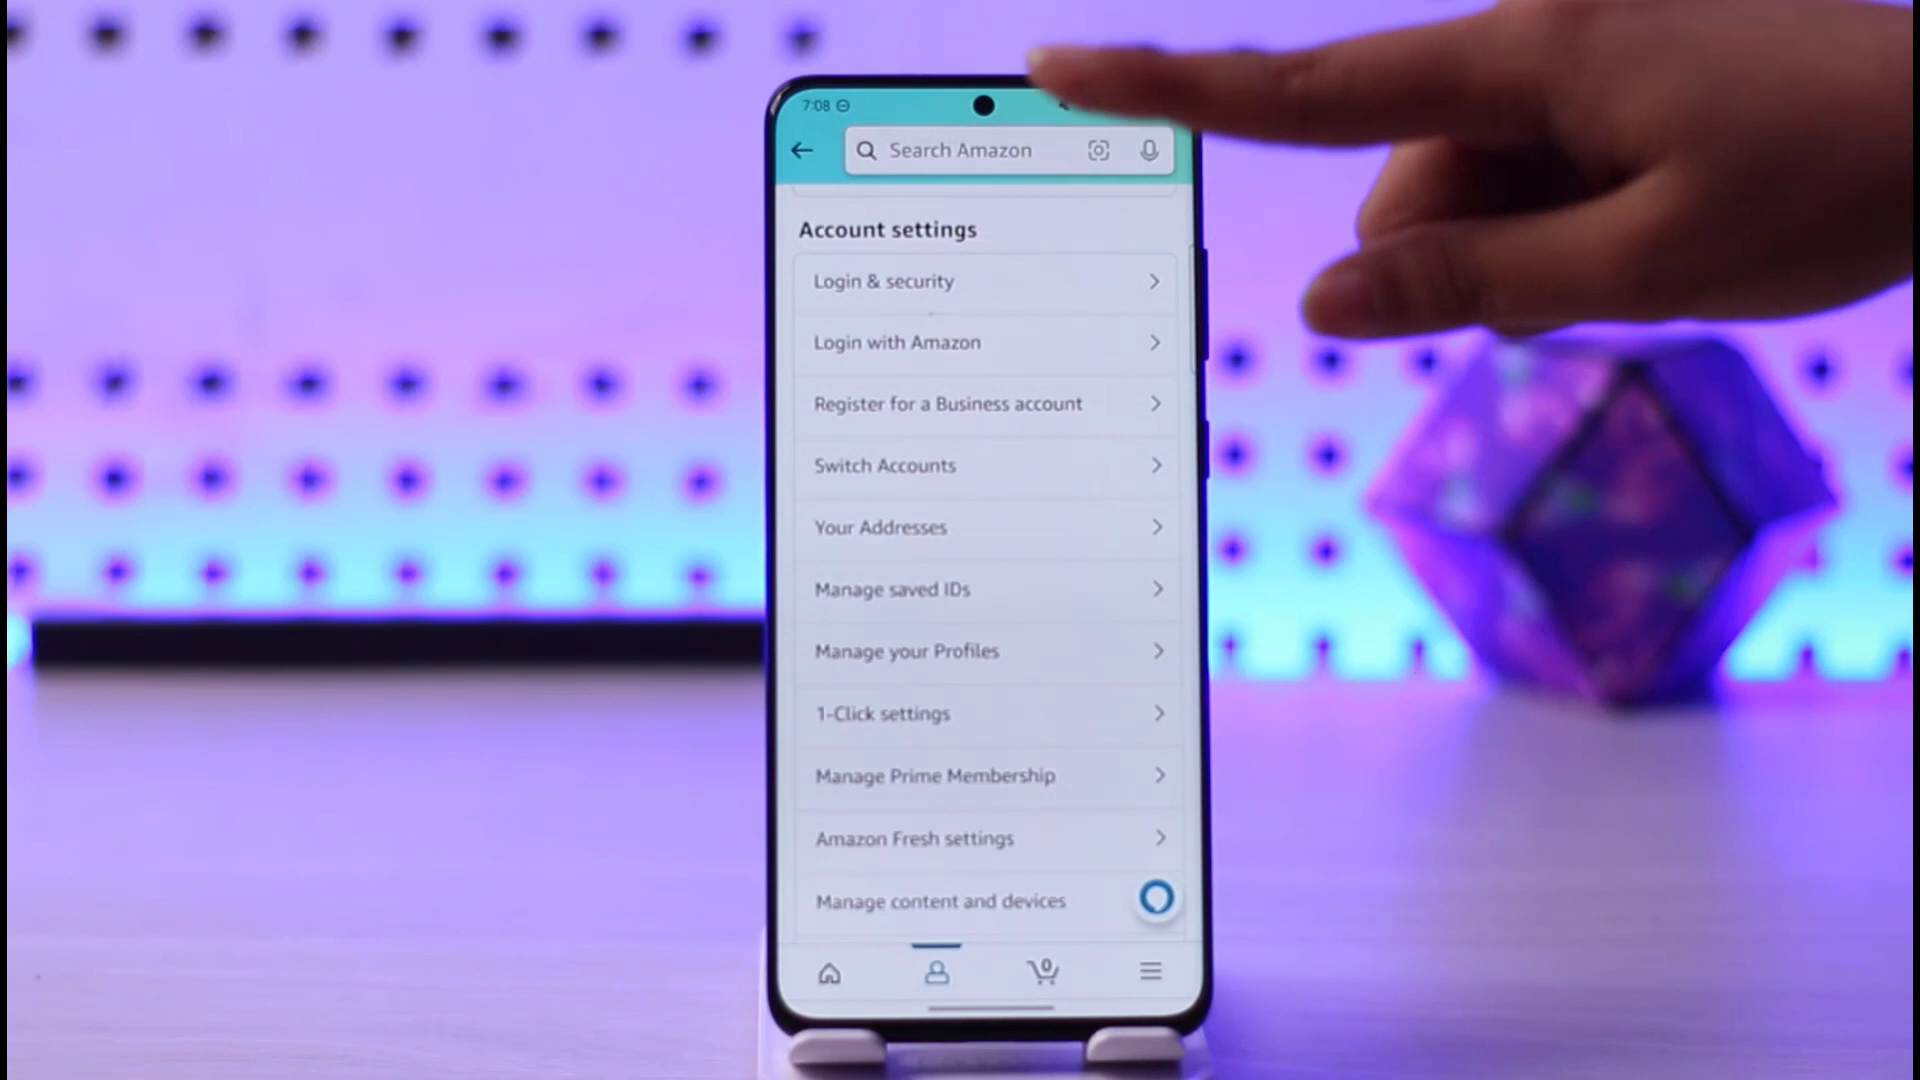 7:08
Search Amazon
Account settings
Login & security
Login with Amazon
Register for a Business account
Switch Accounts
Your Addresses
Manage saved IDs
Manage your Profiles
1-Click settings
Manage Prime Membership
Amazon Fresh settings
Manage content and devices
0